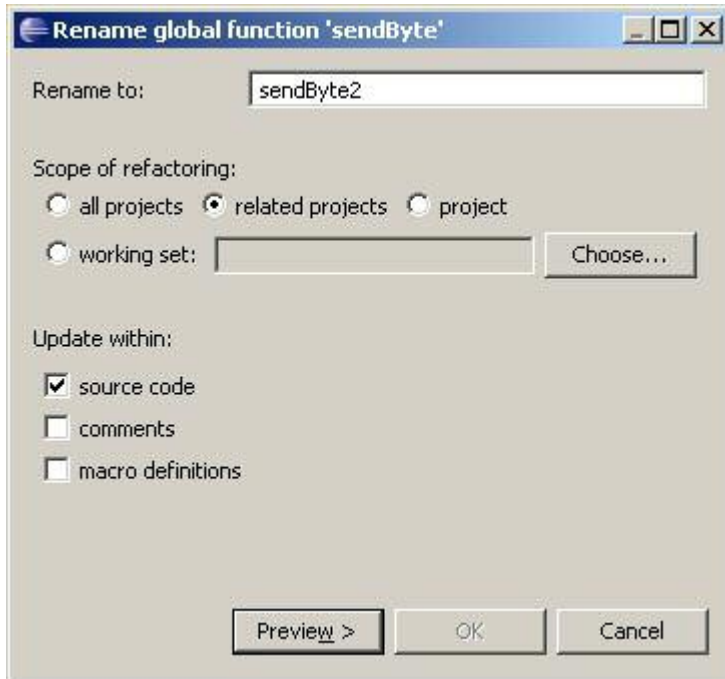 Rename global function 'sendByte'
Rename to: sendByte2
Scope of refactoring:
all projects related projects project
working set: Choose...
Update within:
source code
comments
macro definitions
Preview > OK Cancel